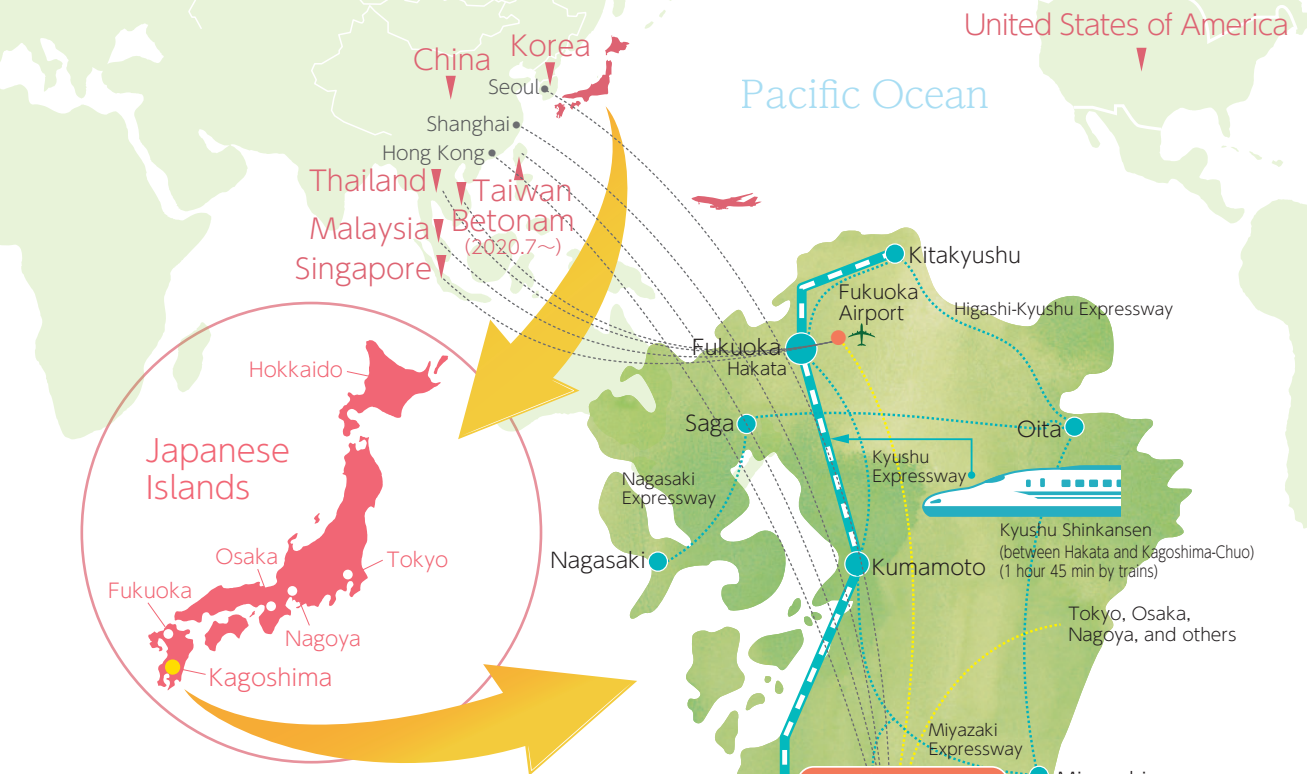 United States of America
Korea
China
Seoul
Pacific Ocean
Shanghai
Hong Kong
Thailand
Taiwan
Betonam
(2020.7～)
Malaysia
Singapore
Kitakyushu
Fukuoka
Airport
Higashi-Kyushu Expressway
Fukuoka
Hakata
Hokkaido
Saga
Oita
Japanese
Islands
Kyushu
Expressway
Nagasaki
Expressway
Kyushu Shinkansen
(between Hakata and Kagoshima-Chuo)
(1 hour 45 min by trains)
Osaka
Tokyo
Nagasaki
Kumamoto
Fukuoka
Nagoya
Tokyo, Osaka,
Nagoya, and others
Kagoshima
Miyazaki
Expressway